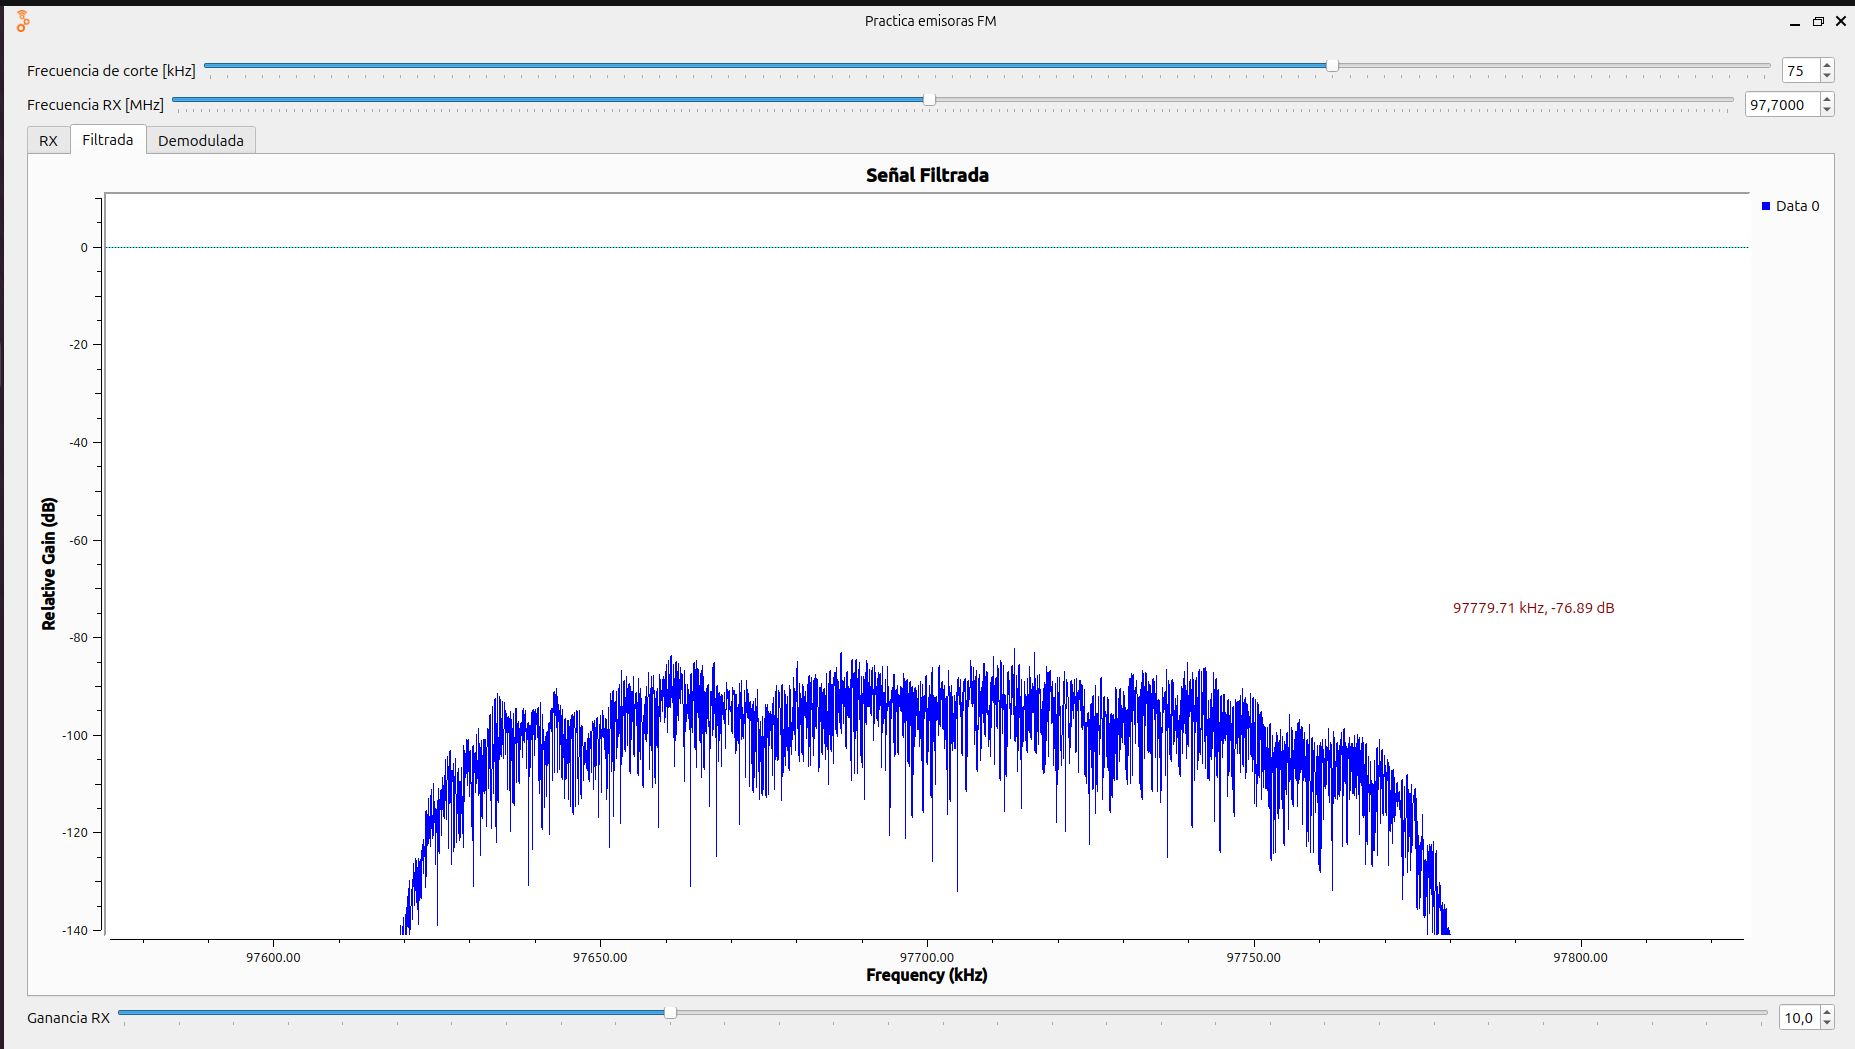 Practica emisoras FM
Frecuencia de corte [kHz]
75
Frecuencia RX [MHz]
97,7000
RX
Filtrada
Demodulada
Señal Filtrada
Data 0
0
-20
-40
-60
-80
-100
-120
-140
Relative Gain (dB)
97779.71 kHz, -76.89 dB
97600.00
97650.00
97700.00
97750.00
97800.00
Frequency (kHz)
Ganancia RX
10,0